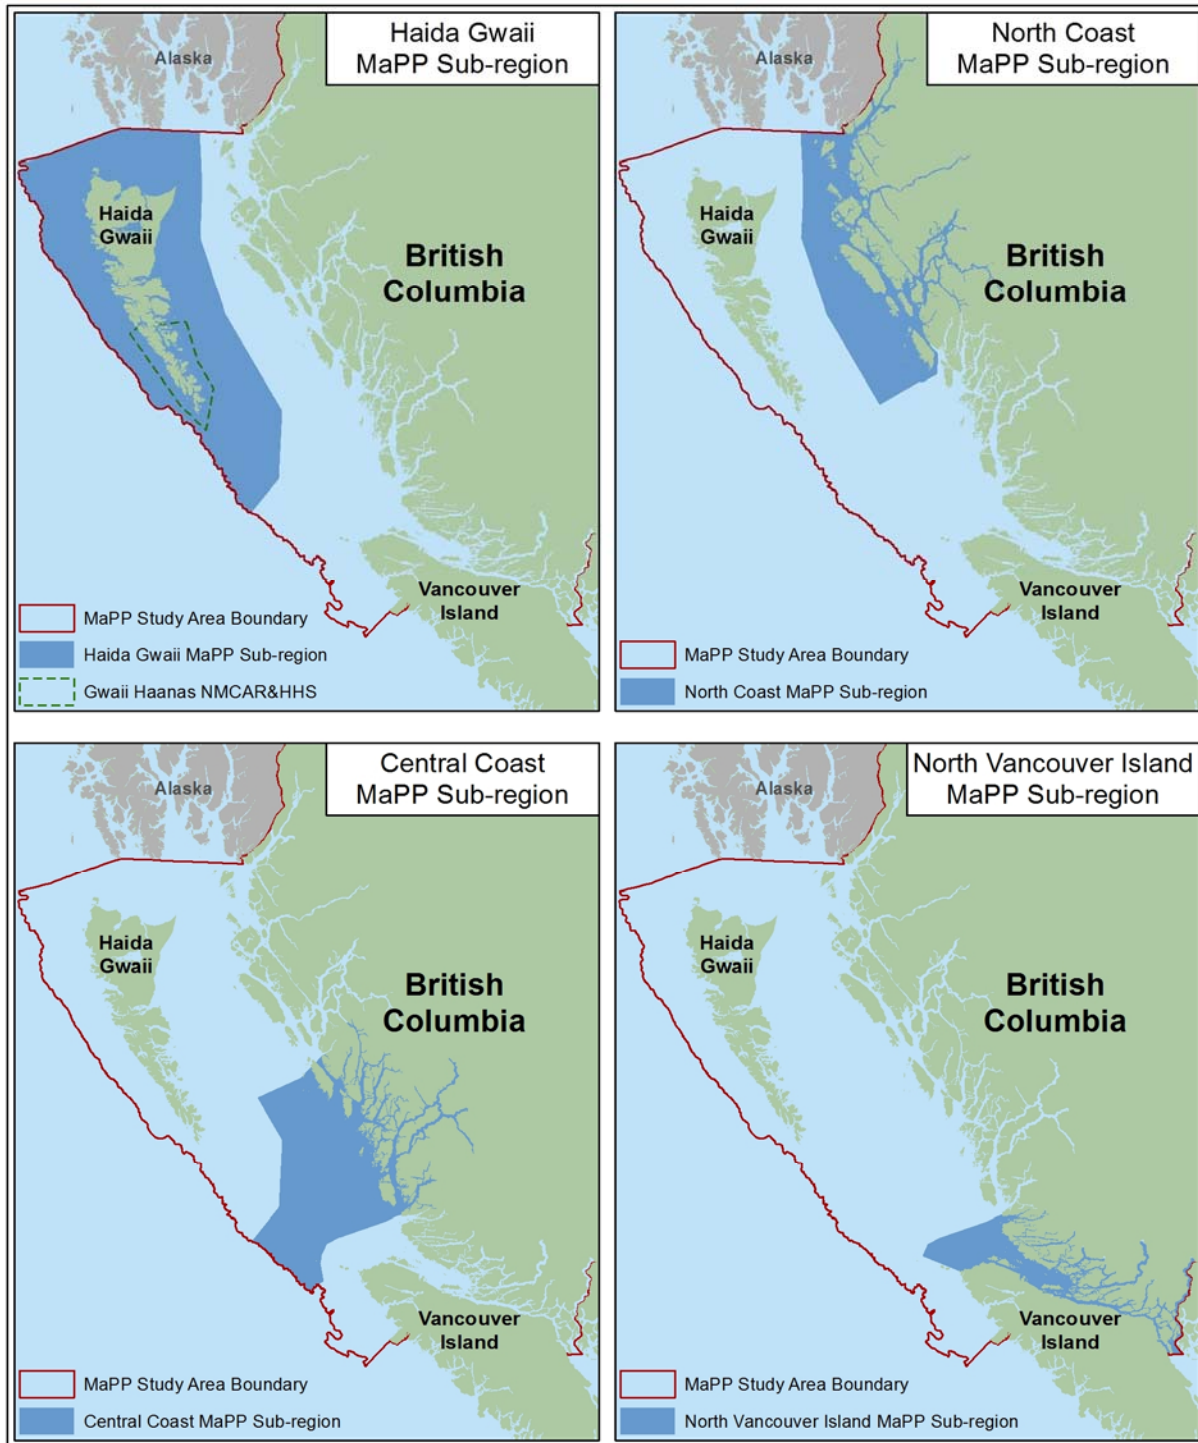 Haida Gwaii
MaPP Sub-region
Alaska
Haida
Gwaii
British
Columbia
Vancouver
Island
MaPP Study Area Boundary
Haida Gwaii MaPP Sub-region
Gwaii Haanas NMCAR&HHS
North Coast
MaPP Sub-region
Alaska
Haida
Gwaii
British
Columbia
Vancouver
Island
MaPP Study Area Boundary
North Coast MaPP Sub-region
Central Coast
MaPP Sub-region
Alaska
Haida
Gwaii
British
Columbia
Vancouver
Island
MaPP Study Area Boundary
Central Coast MaPP Sub-region
North Vancouver Island
MaPP Sub-region
Alaska
Haida
Gwaii
British
Columbia
Vancouver
Island
MaPP Study Area Boundary
North Vancouver Island MaPP Sub-region